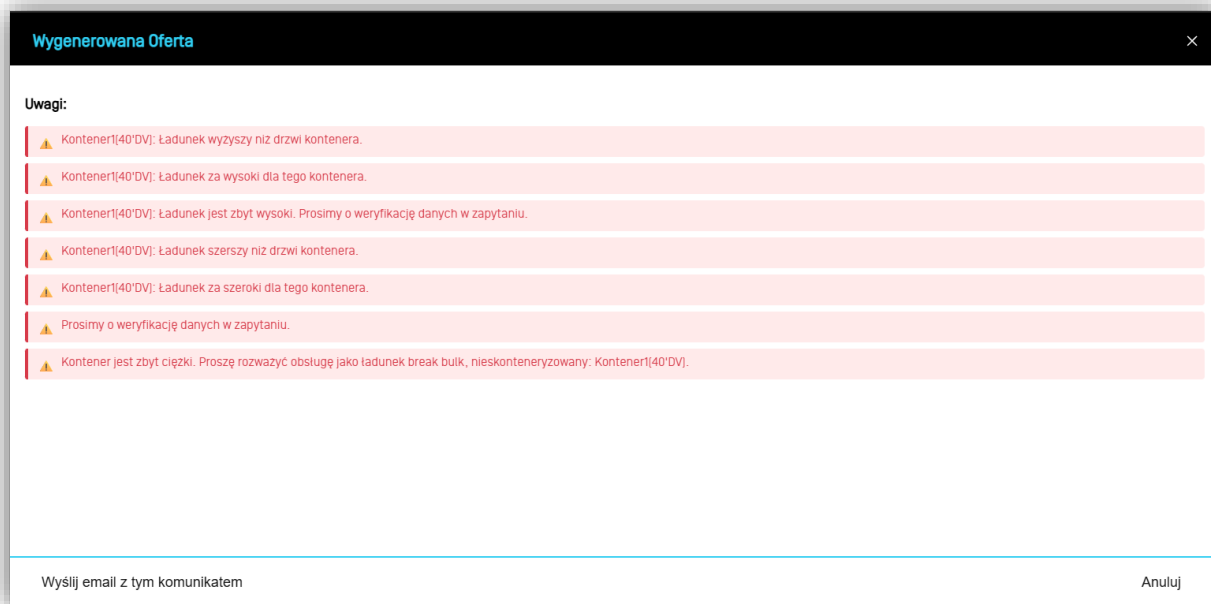 Wygenerowana Oferta
Uwagi:
Kontener1(40'DV): Ładunek wyzyszy niż drzwi kontenera.
Kontener1(40'DV): Ładunek za wysoki dla tego kontenera.
Kontener1(40'DV): Ładunek jest zbyt wysoki. Prosimy o weryfikację danych w zapytaniu.
Kontener1(40'DV): Ładunek szerszy niż drzwi kontenera.
Kontener1(40'DV): Ładunek za szeroki dla tego kontenera.
Prosimy o weryfikację danych w zapytaniu.
Kontener jest zbyt ciężki. Proszę rozważyć obsługę jako ładunek break bulk, nieskonteneryzowany: Kontener1(40'DV).
Wyślij email z tym komunikatem
Anuluj